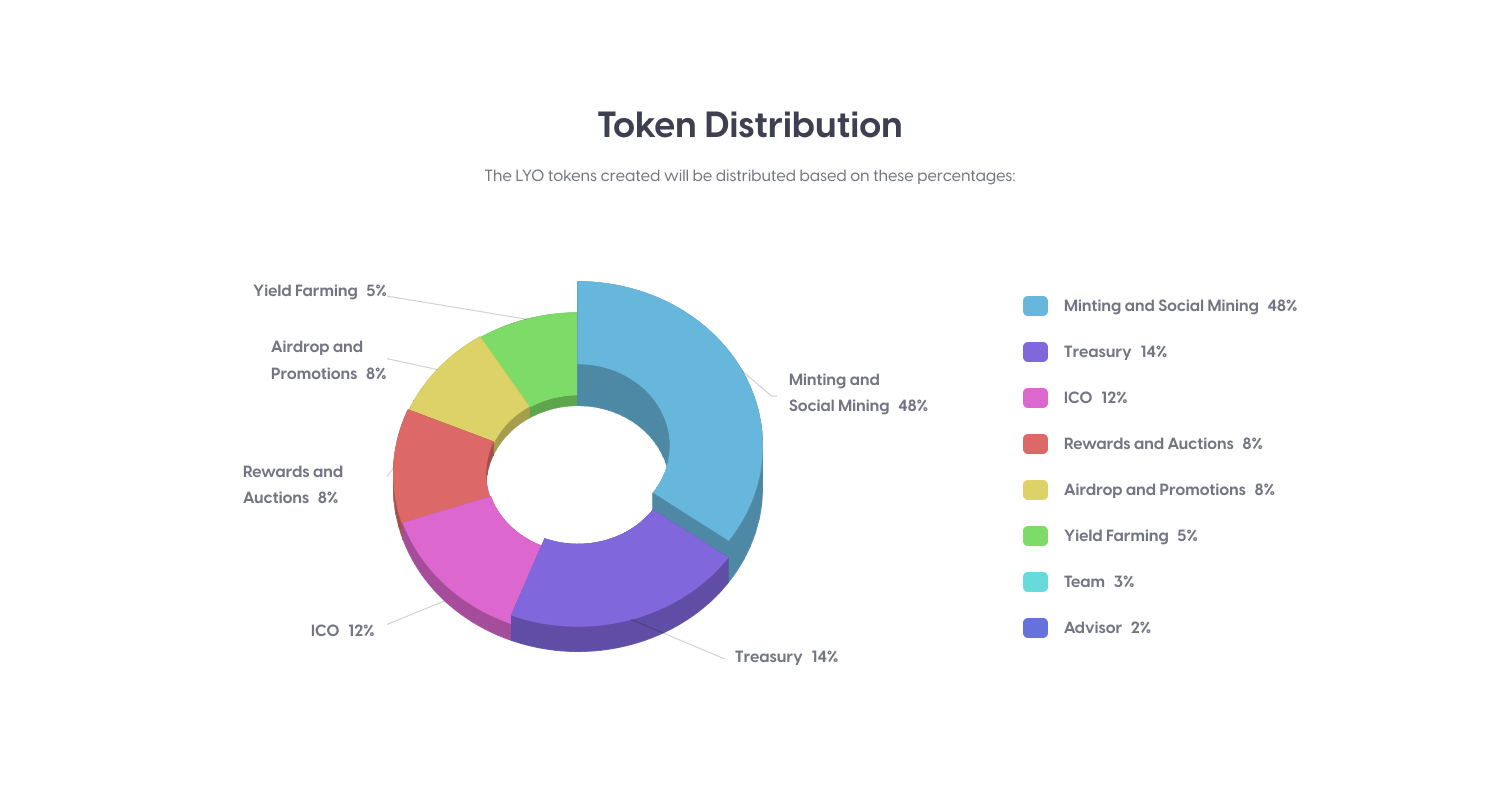 Token Distribution
The LYO tokens created will be distributed based on these percentages:
Yield Farming 5%
Airdrop and
Promotions 8%
Rewards and
Auctions 8%
ICO 12%
Minting and
Social Mining 48%
Treasury 14%
Minting and Social Mining 48%
Treasury 14%
ICO 12%
Rewards and Auctions 8%
Airdrop and Promotions 8%
Yield Farming 5%
Team 3%
Advisor 2%